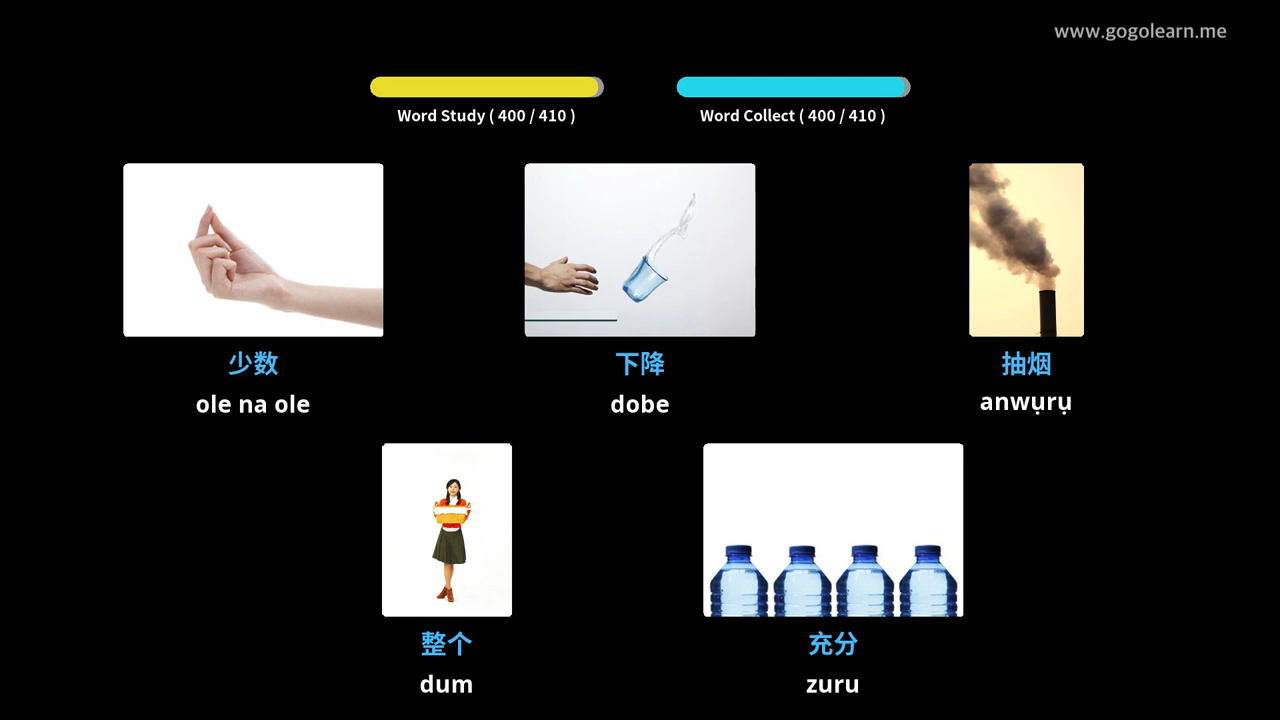 www.gogolearn.me
Word Study ( 400 / 410 )
Word Collect ( 400 / 410 )
少数
下降
抽烟
ole na ole
dobe
anwụrụ
整个
充分
dum
zuru